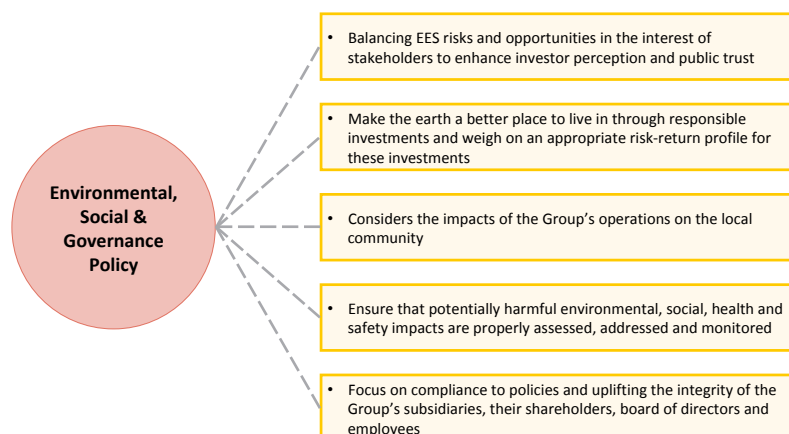 Environmental,
Social &
Governance
Policy
• Balancing EES risks and opportunities in the interest of
stakeholders to enhance investor perception and public trust
• Make the earth a better place to live in through responsible
investments and weigh on an appropriate risk-return profile for
these investments
• Considers the impacts of the Group's operations on the local
community
• Ensure that potentially harmful environmental, social, health and
safety impacts are properly assessed, addressed and monitored
• Focus on compliance to policies and uplifting the integrity of the
Group's subsidiaries, their shareholders, board of directors and
employees